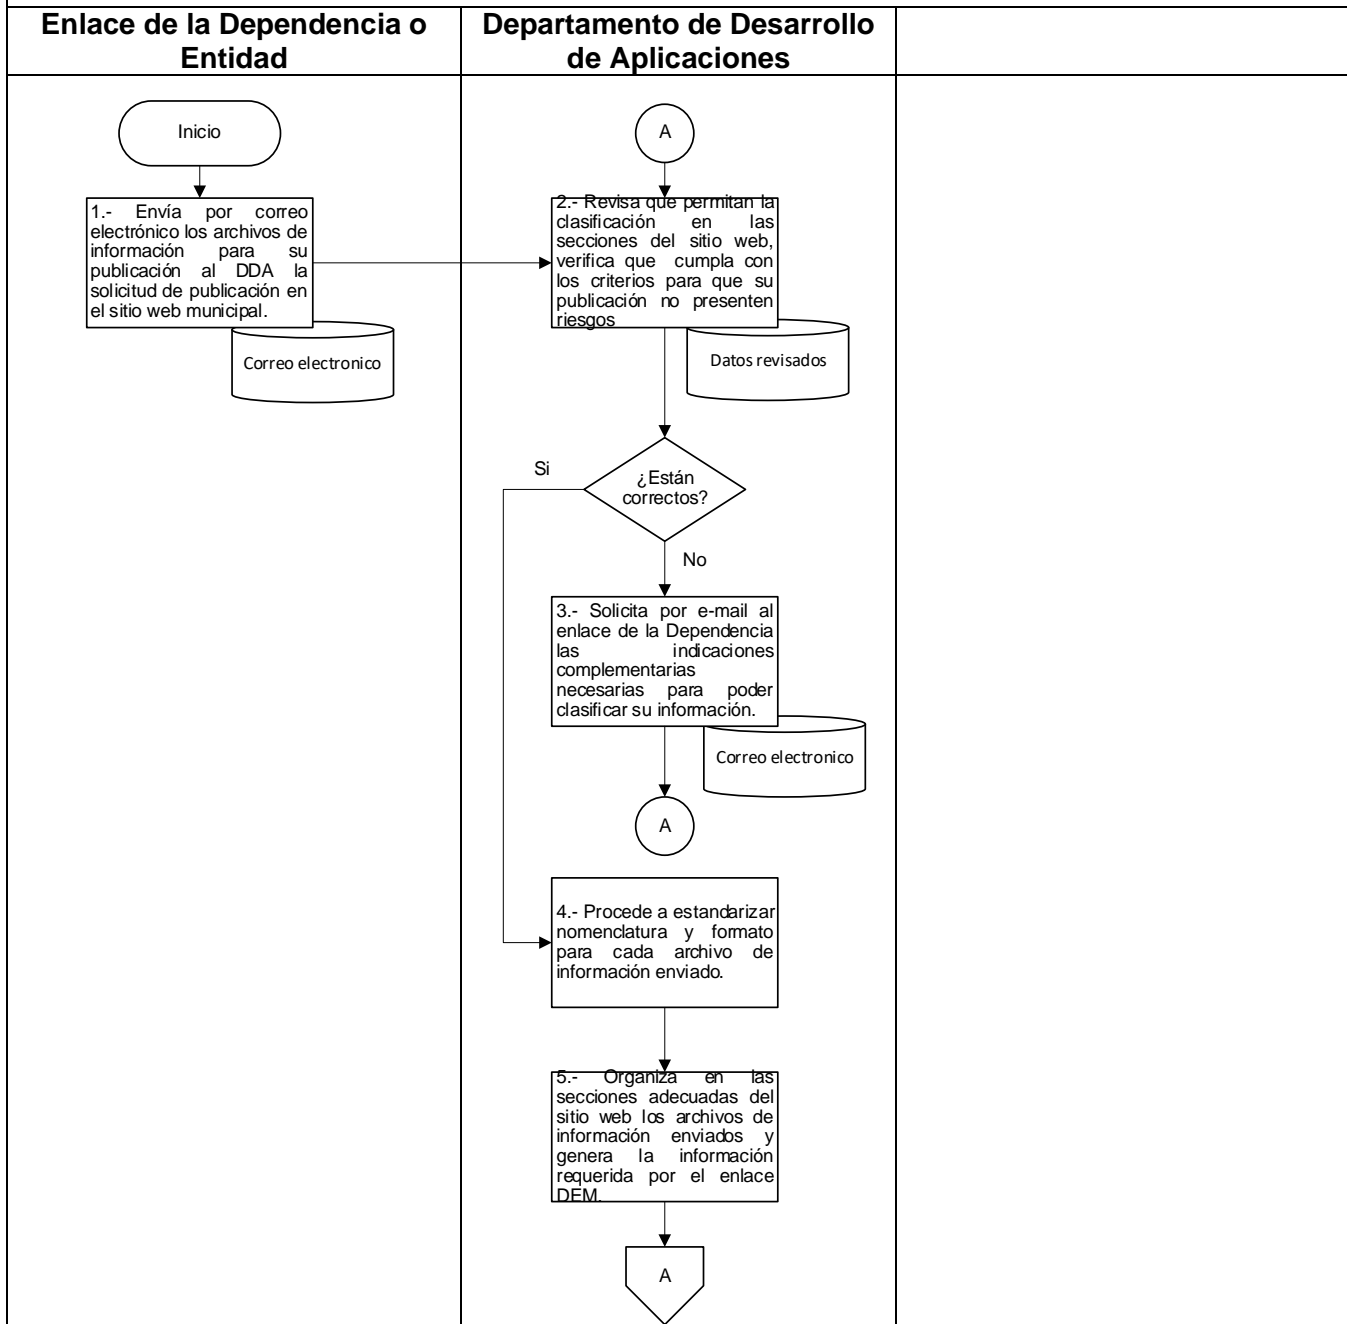 Enlace de la Dependencia o
Entidad
Departamento de Desarrollo
de Aplicaciones
Inicio
1.- Envía por correo
electrónico los archivos de
información para su
publicación al DDA la
solicitud de publicación en
el sitio web municipal.
Correo electronico
A
2.- Revisa que permitan la
clasificación en las
secciones del sitio web,
verifica que cumpla con
los criterios para que su
publicación no presenten
riesgos
Datos revisados
¿Están
correctos?
Si
No
3.- Solicita por e-mail al
enlace de la Dependencia
las indicaciones
complementarias
necesarias para poder
clasificar su información.
Correo electronico
A
4.- Procede a estandarizar
nomenclatura y formato
para cada archivo de
información enviado.
5.- Organiza en las
secciones adecuadas del
sitio web los archivos de
información enviados y
genera la información
requerida por el enlace
DEM.
A